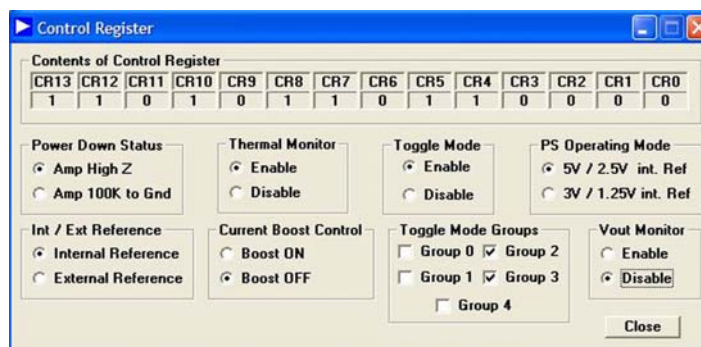 Control Register
Contents of Control Register
CR13 CR12 CR11 CR10 CR9 CR8 CR7 CR6 CR5 CR4 CR3 CR2 CR1 CR0
1 1 0 1 0 1 1 0 1 1 0 0 0 0
Power Down Status Thermal Monitor Toggle Mode PS Operating Mode
Amp High Z Enable Enable 5V / 2.5V int. Ref
Amp 100K to Gnd Disable Disable 3V / 1.25V int. Ref
Int / Ext Reference Current Boost Control Toggle Mode Groups Vout Monitor
Internal Reference Boost ON Group 0 Group 2 Enable
External Reference Boost OFF Group 1 Group 3 Disable
Group 4
Close